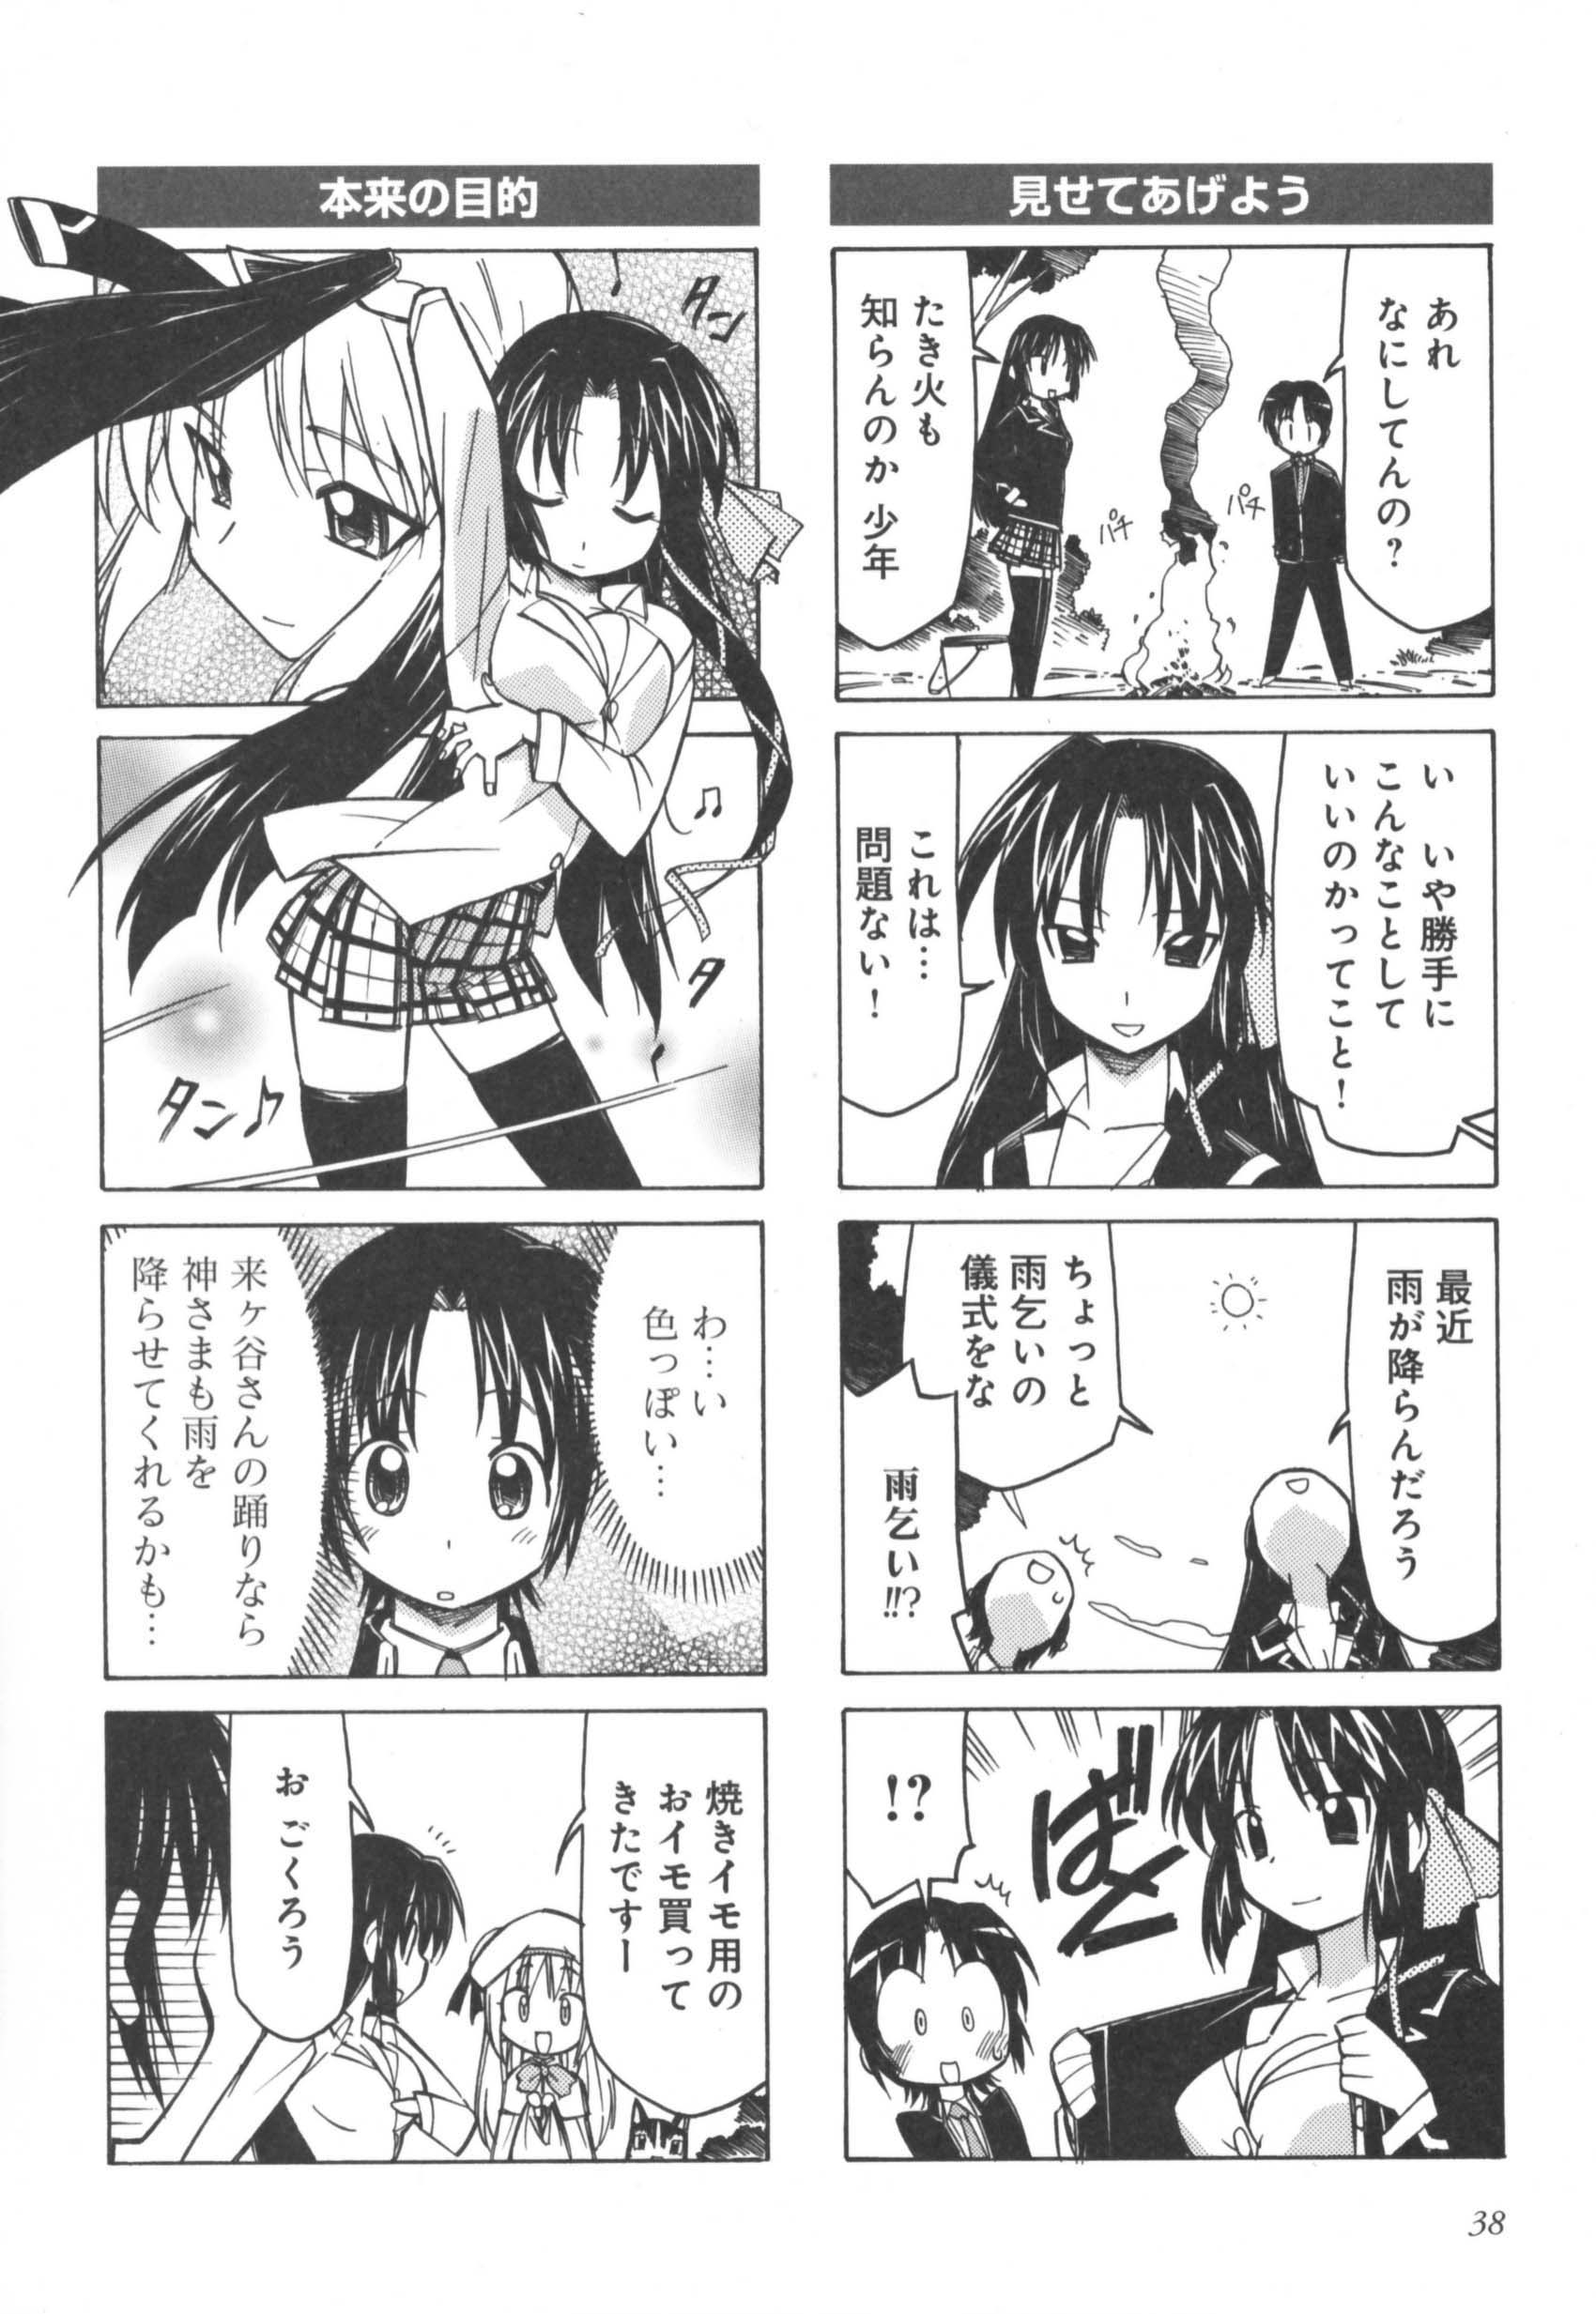 見せてあげよう
あれ
なにしてんの？
たき火も
知らんのか 少年
パチ
パチ
い いや勝手に
こんなことして
いいのかってこと！
これは…
問題ない！
最近
雨が降らんだろう
ちょっと
雨乞いの
儀式をな
雨乞い!!?
ばっ
!?
本来の目的
タン
♫
タ
タン♪
わ…い
色っぽい…
来ヶ谷さんの踊りなら
神さまも雨を
降らせてくれるかも…
焼きイモ用の
おイモ買って
きたですー
お ごくろう
38